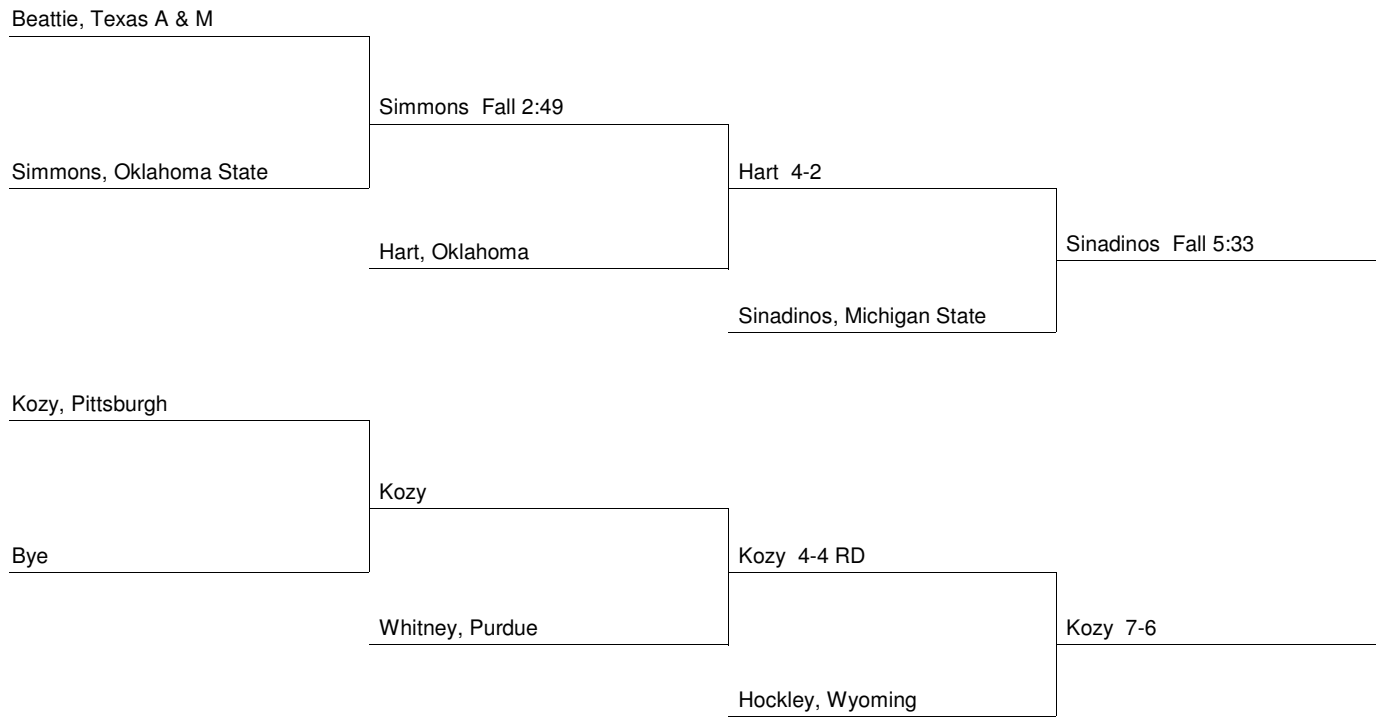 Beattie, Texas A & M
Simmons  Fall 2:49
Simmons, Oklahoma State
Hart  4-2
Hart, Oklahoma
Sinadinos  Fall 5:33
Sinadinos, Michigan State
Kozy, Pittsburgh
Kozy
Bye
Kozy  4-4 RD
Whitney, Purdue
Kozy  7-6
Hockley, Wyoming